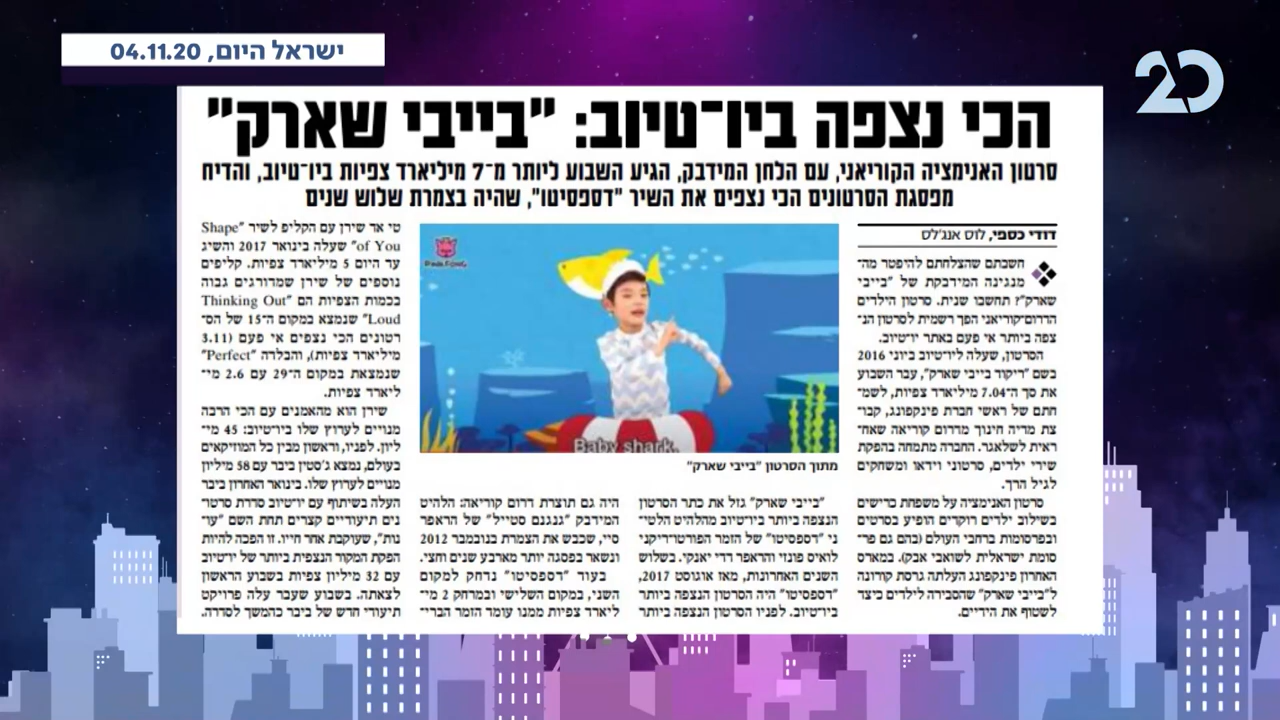 ישראל היום, 04.11.20
20
הכי נצפה ביו־טיוב: "בייבי שארק"
סרטון האנימציה הקוריאני, עם הלחן המידבק, הגיע השבוע ליותר מ־7 מיליארד צפיות ביו־טיוב, והדיח
מפסגת הסרטונים הכי נצפים את השיר "דספסיטו", שהיה בצמרת שלוש שנים
דודי כספי, לוס אנג'לס
חשבתם שהצלחתם להיפטר מה־
מנגינה המידבקת של "בייבי
שארק"? תחשבו שנית. סרטון הילדים
הדרום־קוריאני הפך רשמית לסרטון הנ־
צפה ביותר אי פעם באתר יו־טיוב.
הסרטון, שעלה ליו־טיוב ביוני 2016
בשם "ריקוד בייבי שארק", עבר השבוע
את סך ה־7.04 מיליארד צפיות, לשמ־
חתם של ראשי חברת פינקפונג, קבו־
צת מדיה חינוך מדרום קוריאה שאח־
ראית לשלאגר. החברה מתמחה בהפקת
שירי ילדים, סרטוני וידאו ומשחקים
לגיל הרך.
סרטון האנימציה על משפחת כרישים
בשילוב ילדים רוקדים הופיע בסרטים
ובפרסומות ברחבי העולם (בהם גם פר־
סומת ישראלית לשואבי אבק). במארס
האחרון פינקפונג העלתה גרסת קורונה
ל"בייבי שארק" שהסבירה לילדים כיצד
לשטוף את הידיים.
PINKFONG
Baby shark,
מתוך הסרטון "בייבי שארק"
"בייבי שארק" גזל את כתר הסרטון
הנצפה ביותר ביו־טיוב מהלהיט הלטי־
ני "דספסיטו" של הזמר הפורטו־ריקני
לואיס פונזי והראפר דדי יאנקי. בשלוש
השנים האחרונות, מאז אוגוסט 2017,
"דספסיטו" היה הסרטון הנצפה ביותר
ביו־טיוב. לפניו הסרטון הנצפה ביותר
היה גם תוצרת דרום קוריאה: הלהיט
המידבק "גנגנם סטייל" של הראפר
סיי, שכבש את הצמרת בנובמבר 2012
ונשאר בפסגה יותר מארבע שנים וחצי.
בעוד "דספסיטו" נדחק למקום
השני, במקום השלישי ובמרחק 2 מי־
ליארד צפיות ממנו עומד הזמר הברי־
טי אד שירן עם הקליפ לשיר "Shape
of You" שעלה בינואר 2017 והשיג
עד היום 5 מיליארד צפיות. קליפים
נוספים של שירן שמדורגים גבוה
בכמות הצפיות הם "Thinking Out
Loud" שנמצא במקום ה־15 של הס־
רטונים הכי נצפים אי פעם (3.11
מיליארד צפיות), והבלדה "Perfect"
שנמצאת במקום ה־29 עם 2.6 מי־
ליארד צפיות.
שירן הוא מהאמנים עם הכי הרבה
מנויים לערוץ שלו ביו־טיוב: 45 מי־
ליון. לפניו, וראשון מבין כל המוזיקאים
בעולם, נמצא ג'סטין ביבר עם 58 מיליון
מנויים לערוץ שלו. בינואר האחרון ביבר
העלה בשיתוף עם יו־טיוב סדרת סרטו־
נים תיעודיים קצרים תחת השם "עו־
נות", שעוקבת אחר חייו. זו הפכה להיות
הפקת המקור הנצפית ביותר של יו־טיוב
עם 32 מיליון צפיות בשבוע הראשון
לצאתה. בשבוע שעבר עלה פרויקט
תיעודי חדש של ביבר כהמשך לסדרה.